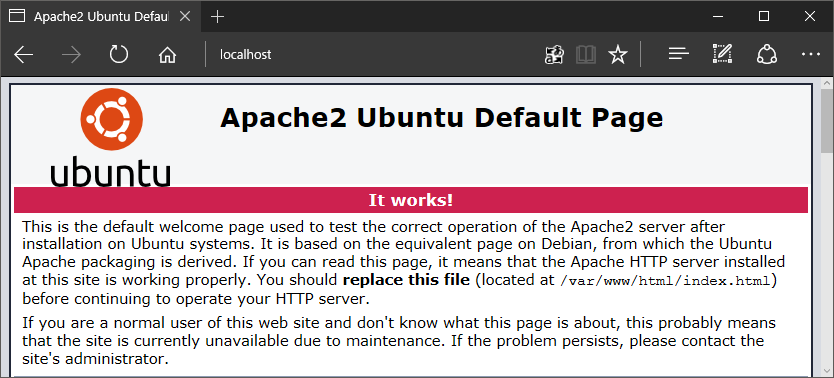 Apache2 Ubuntu Defau
localhost
ubuntu
Apache2 Ubuntu Default Page
It works!
This is the default welcome page used to test the correct operation of the Apache2 server after
installation on Ubuntu systems. It is based on the equivalent page on Debian, from which the Ubuntu
Apache packaging is derived. If you can read this page, it means that the Apache HTTP server installed
at this site is working properly. You should replace this file (located at /var/www/html/index.html)
before continuing to operate your HTTP server.
If you are a normal user of this web site and don't know what this page is about, this probably means
that the site is currently unavailable due to maintenance. If the problem persists, please contact the
site's administrator.